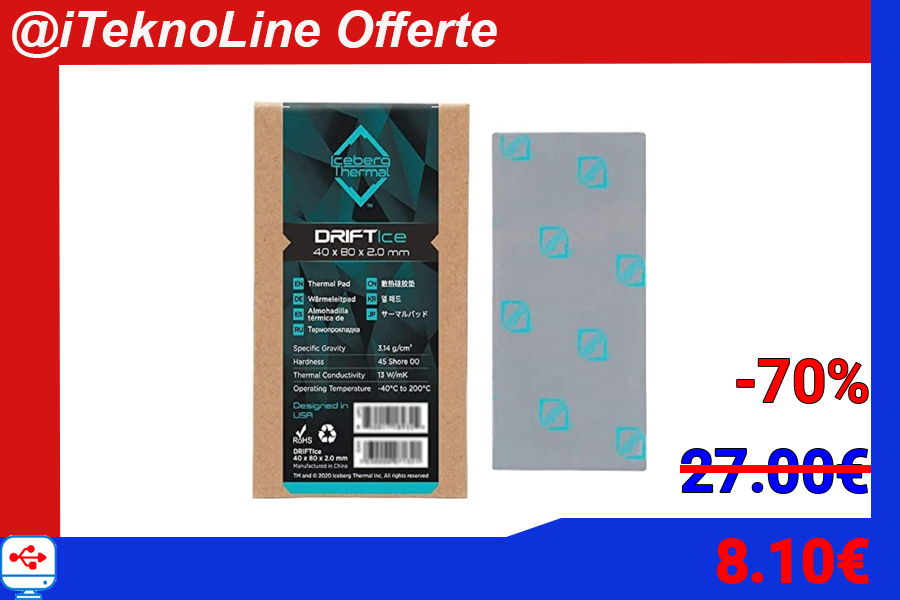 @iTeknoLine Offerte
Iceberg
Thermal
TM
DRIFTIce
40 x 80 x 2.0 mm
EN Thermal Pad
CN 散热硅胶垫
DE Wärmeleitpad
KR 열 패드
ES Almohadilla
térmica de
JP サーマルパッド
RU Термопрокладка
Specific Gravity 3.14 g/cm³
Hardness 45 Shore 00
Thermal Conductivity 13 W/mK
Operating Temperature -40°C to 200°C
Designed in
USA
RoHS
DRIFTIce
40 x 80 x 2.0 mm
Manufactured in China
TM and © 2020 Iceberg Thermal Inc. All rights reserved
-70%
27.00€
8.10€